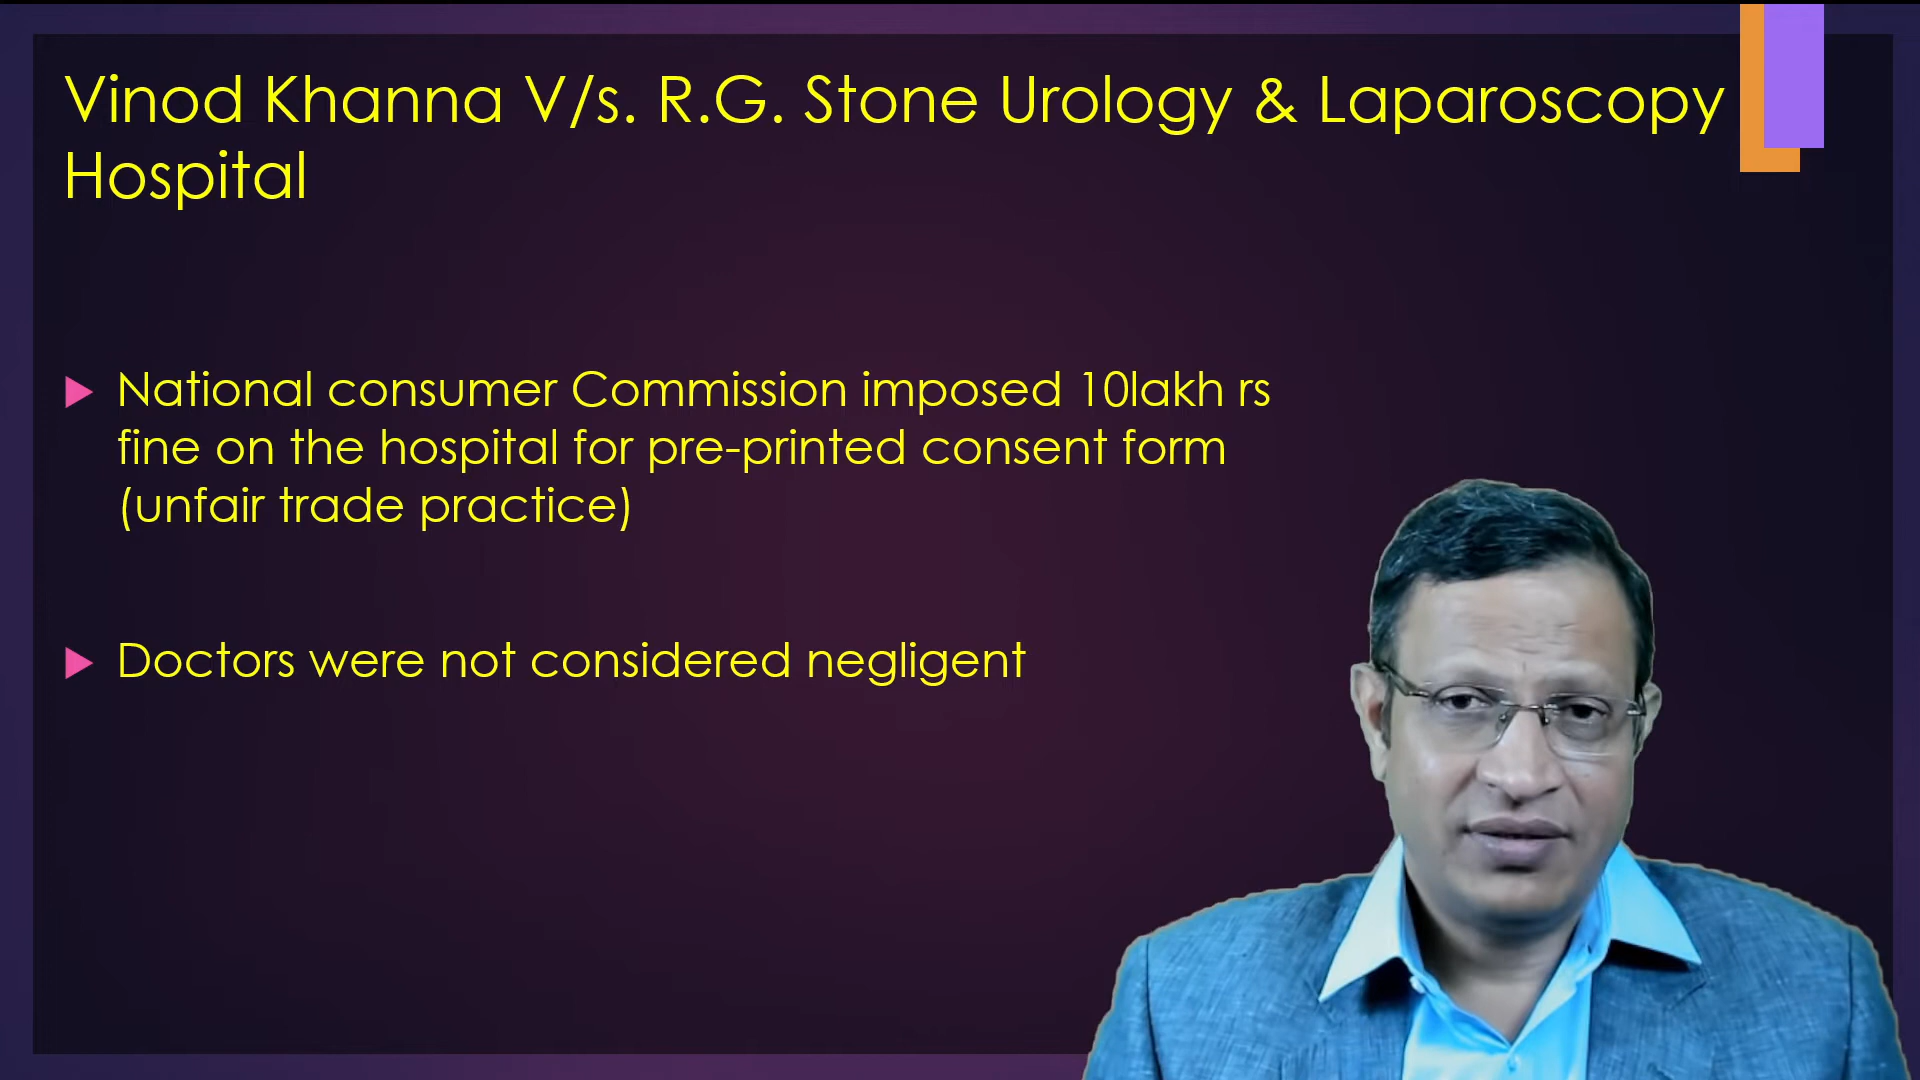 Vinod Khanna V/s. R.G. Stone Urology & Laparoscopy
Hospital
National consumer Commission imposed 10lakh rs
fine on the hospital for pre-printed consent form
(unfair trade practice)
Doctors were not considered negligent